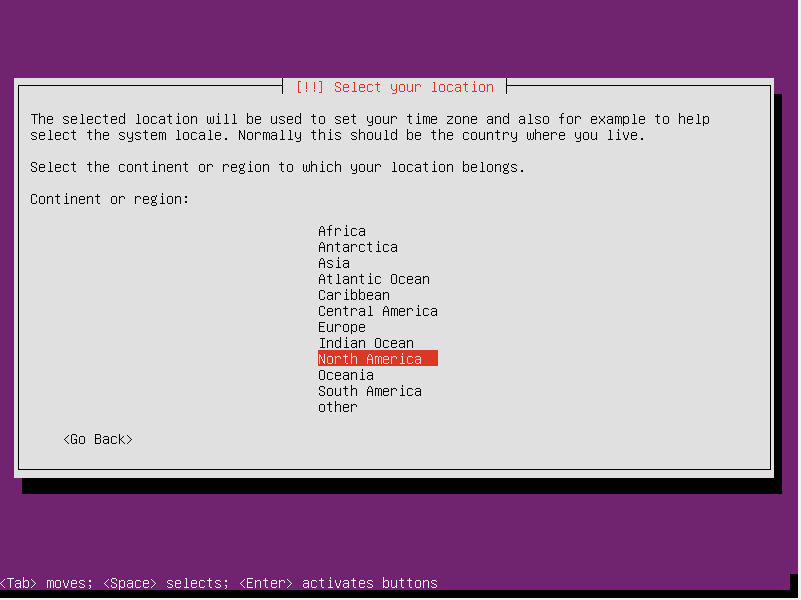 [!!] Select your location
The selected location will be used to set your time zone and also for example to help
select the system locale. Normally this should be the country where you live.
Select the continent or region to which your location belongs.
Continent or region:
Africa
Antarctica
Asia
Atlantic Ocean
Caribbean
Central America
Europe
Indian Ocean
North America
Oceania
South America
other
<Go Back>
<Tab> moves; <Space> selects; <Enter> activates buttons